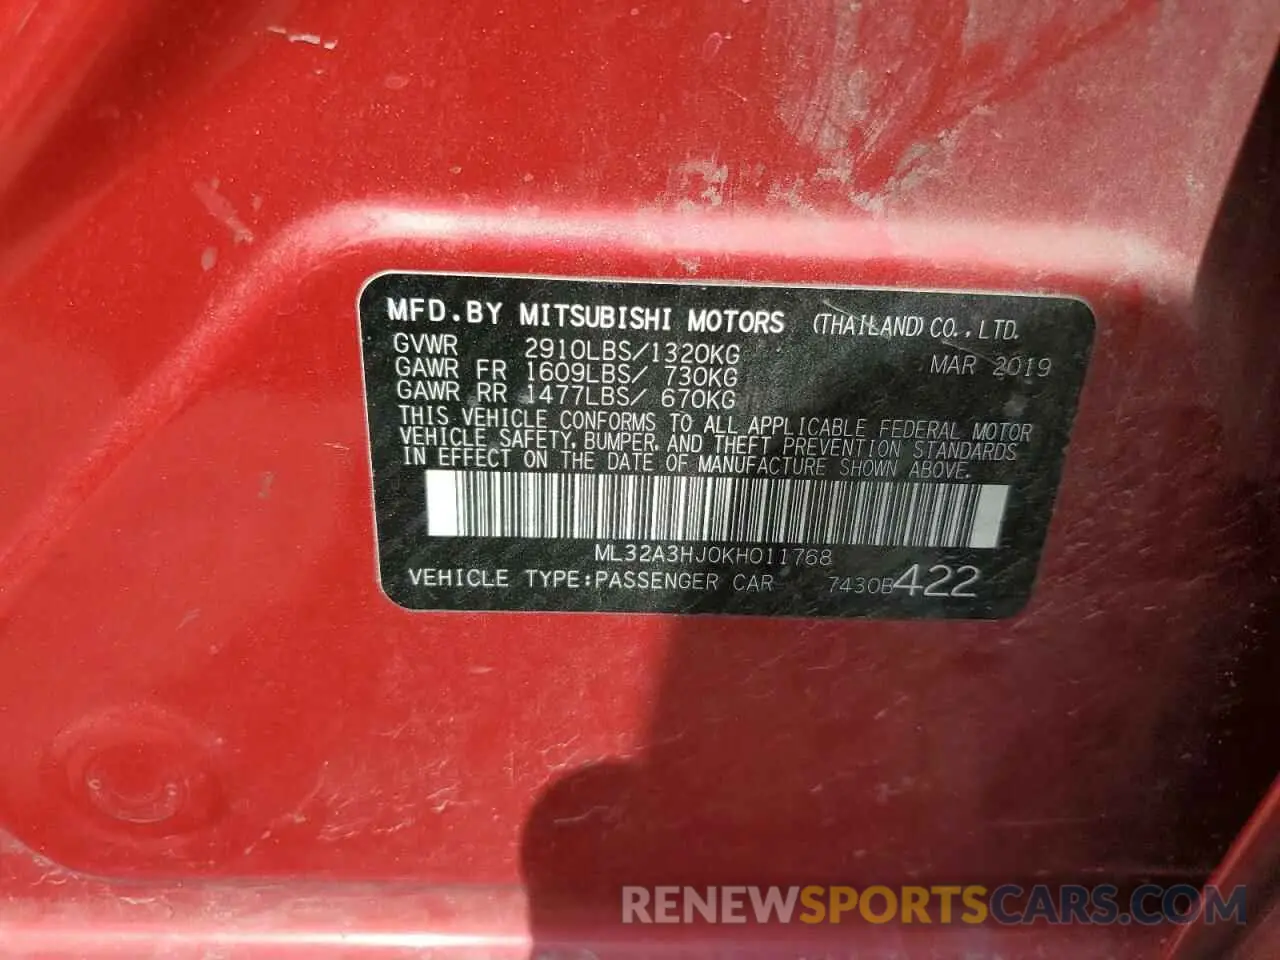 MFD.BY MITSUBISHI MOTORS (THAILAND) CO., LTD.
GVWR 2910LBS/1320KG MAR 2019
GAWR FR 1609LBS/ 730KG
GAWR RR 1477LBS/ 670KG
THIS VEHICLE CONFORMS TO ALL APPLICABLE FEDERAL MOTOR
VEHICLE SAFETY, BUMPER, AND THEFT PREVENTION STANDARDS
IN EFFECT ON THE DATE OF MANUFACTURE SHOWN ABOVE.
ML32A3HJ0KH011768
VEHICLE TYPE:PASSENGER CAR 7430B422
RENEWSPORTSCARS.COM